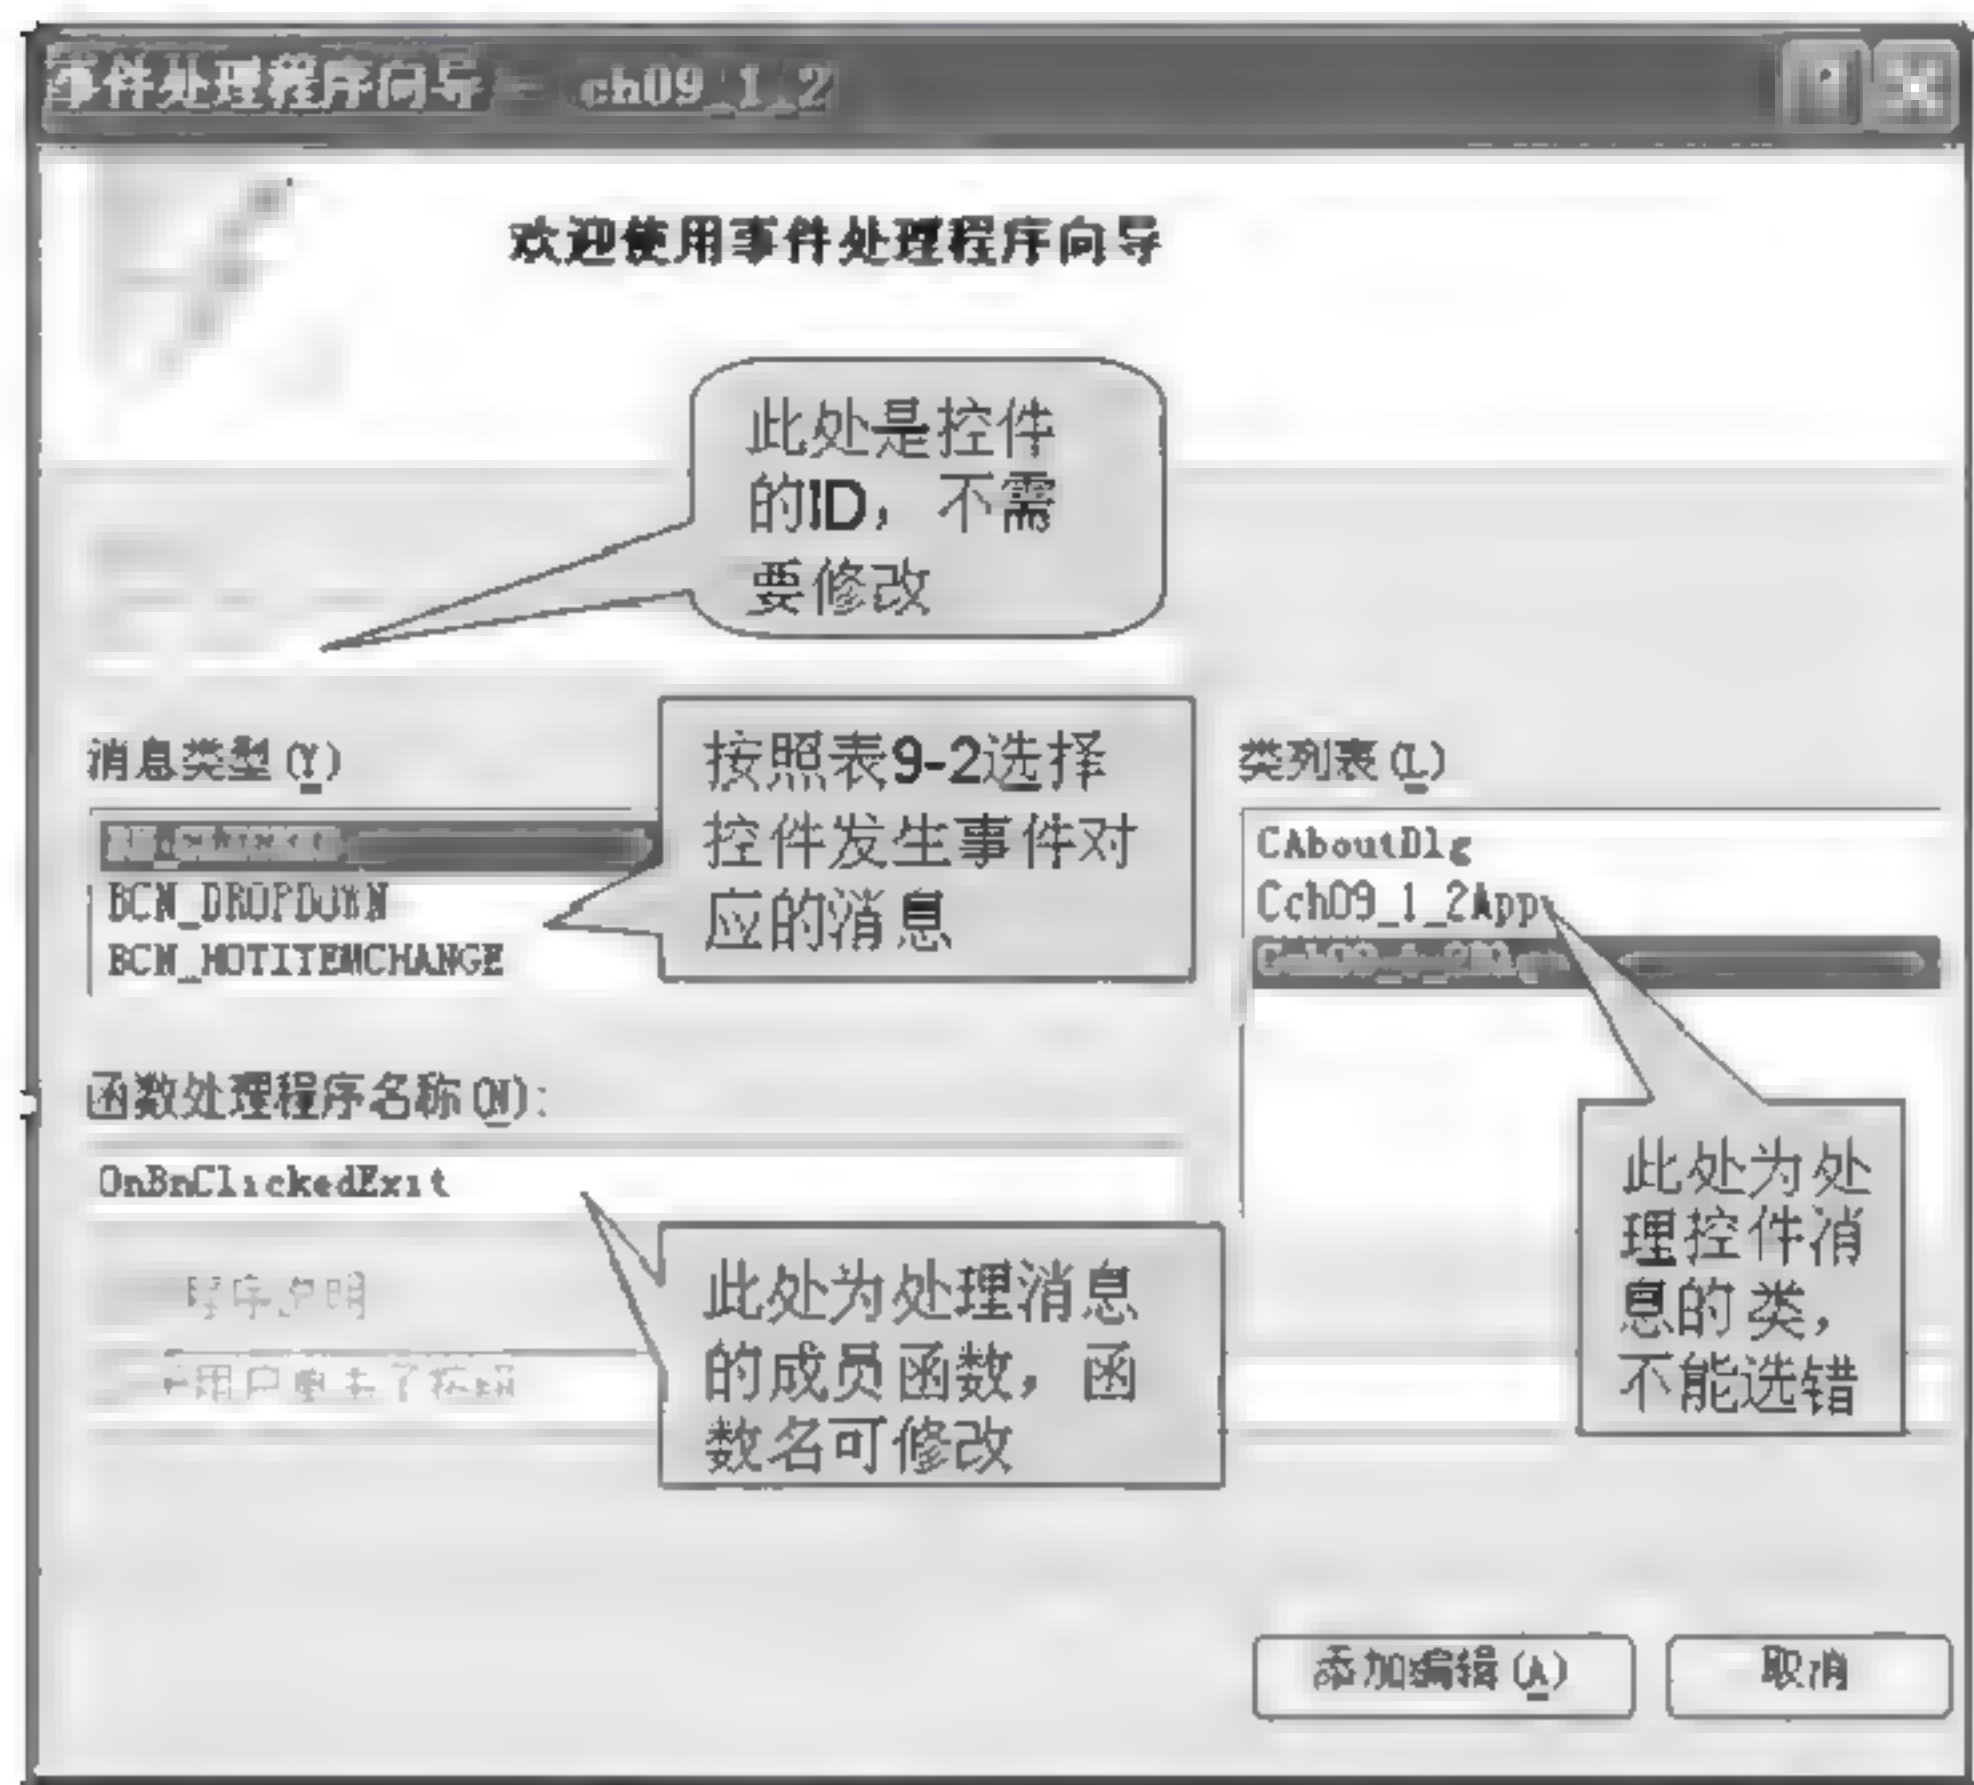 事件处理程序向导 - ch09_1_2
欢迎使用事件处理程序向导
此处是控件
的ID，不需
要修改
消息类型(Y)
BCN_DROPDOWN
BCN_HOTITEMCHANGE
按照表9-2选择
控件发生事件对
应的消息
类列表(L)
CAboutDlg
Cch09_1_2App
函数处理程序名称(N):
OnBnClickedExit
此处为处理消息
的成员函数，函
数名可修改
此处为处
理控件消
息的类，
不能选错
添加编辑(A)
取消